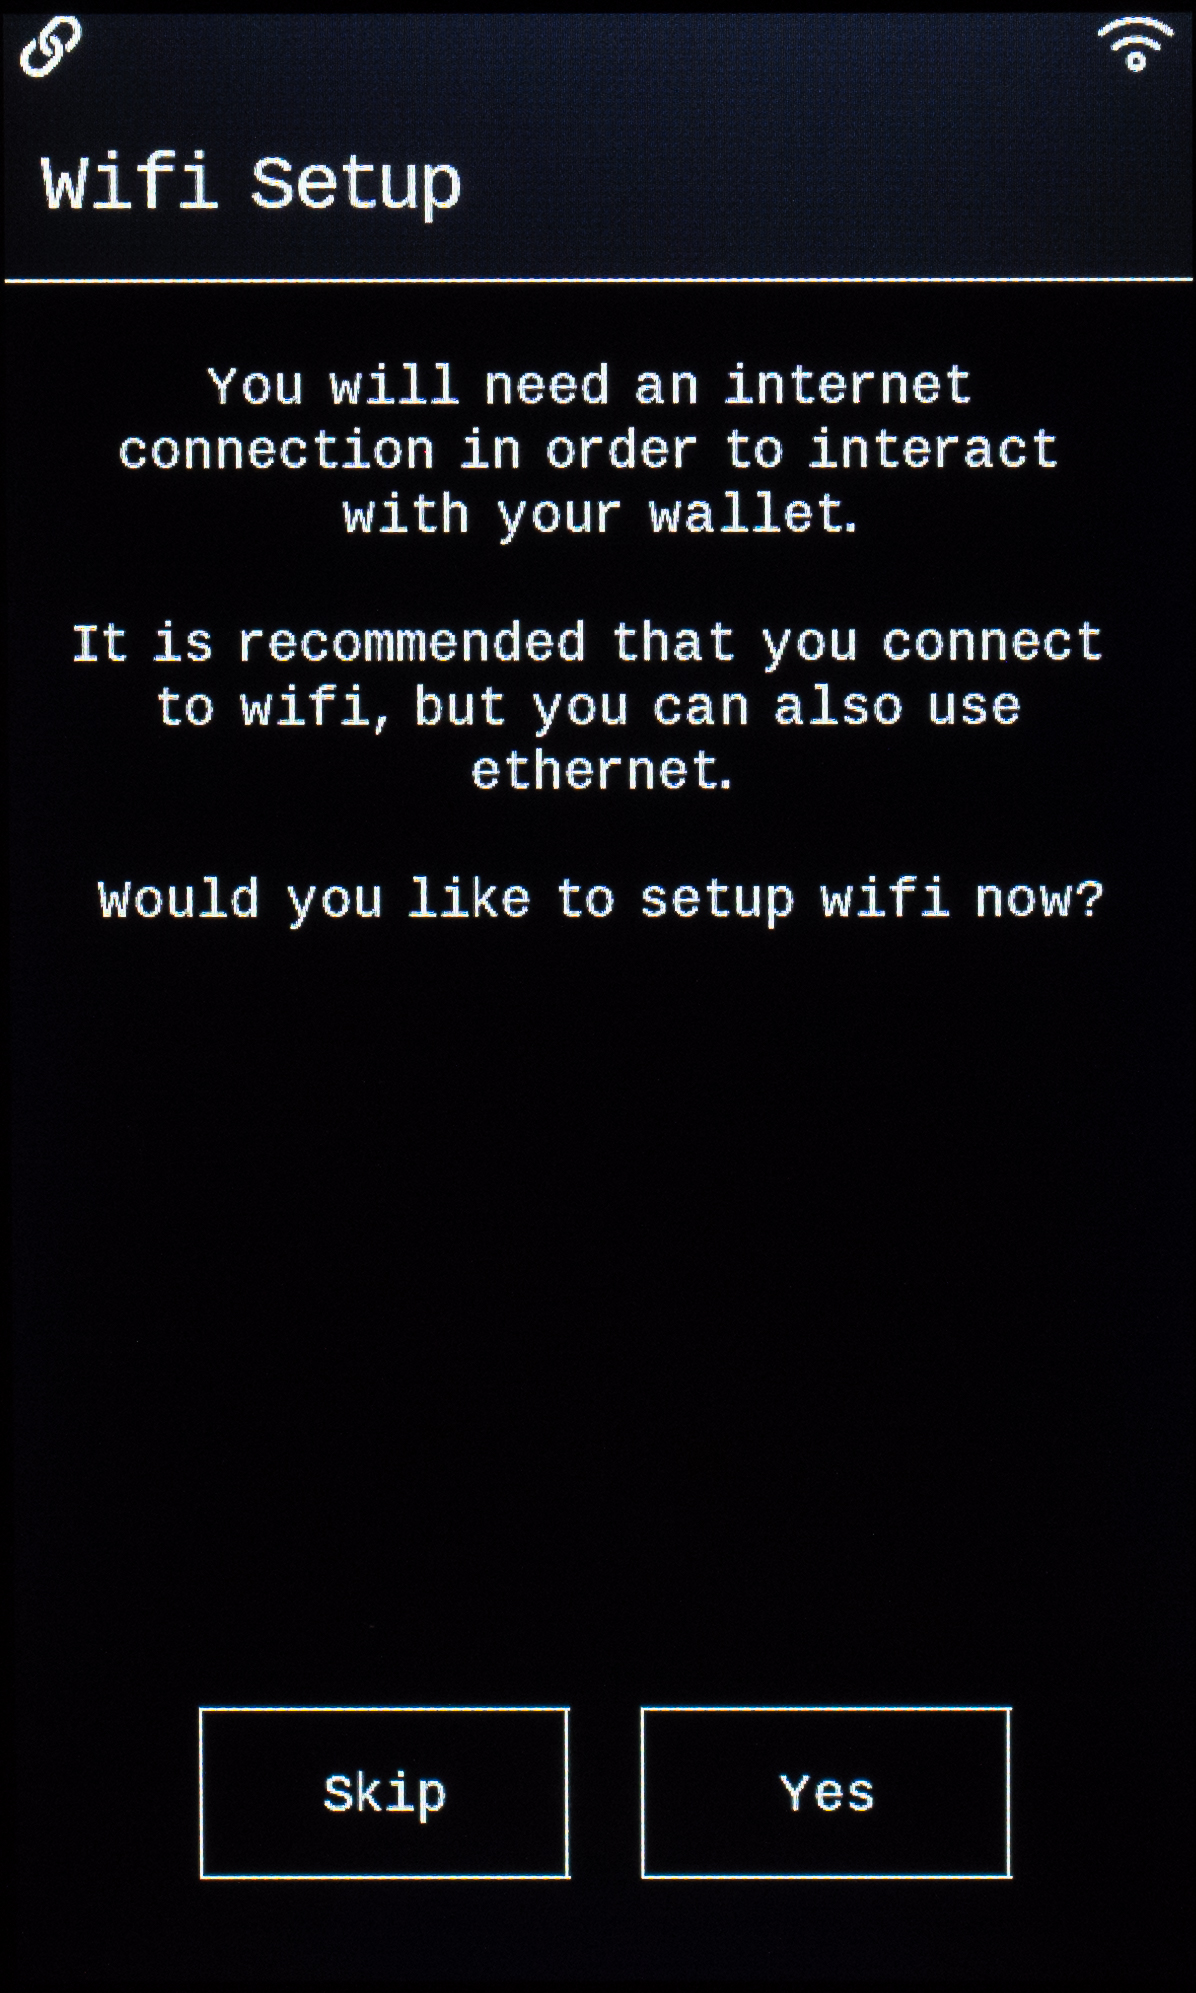 Wifi Setup
You will need an internet
connection in order to interact
with your wallet.
It is recommended that you connect
to wifi, but you can also use
ethernet.
Would you like to setup wifi now?
Skip
Yes